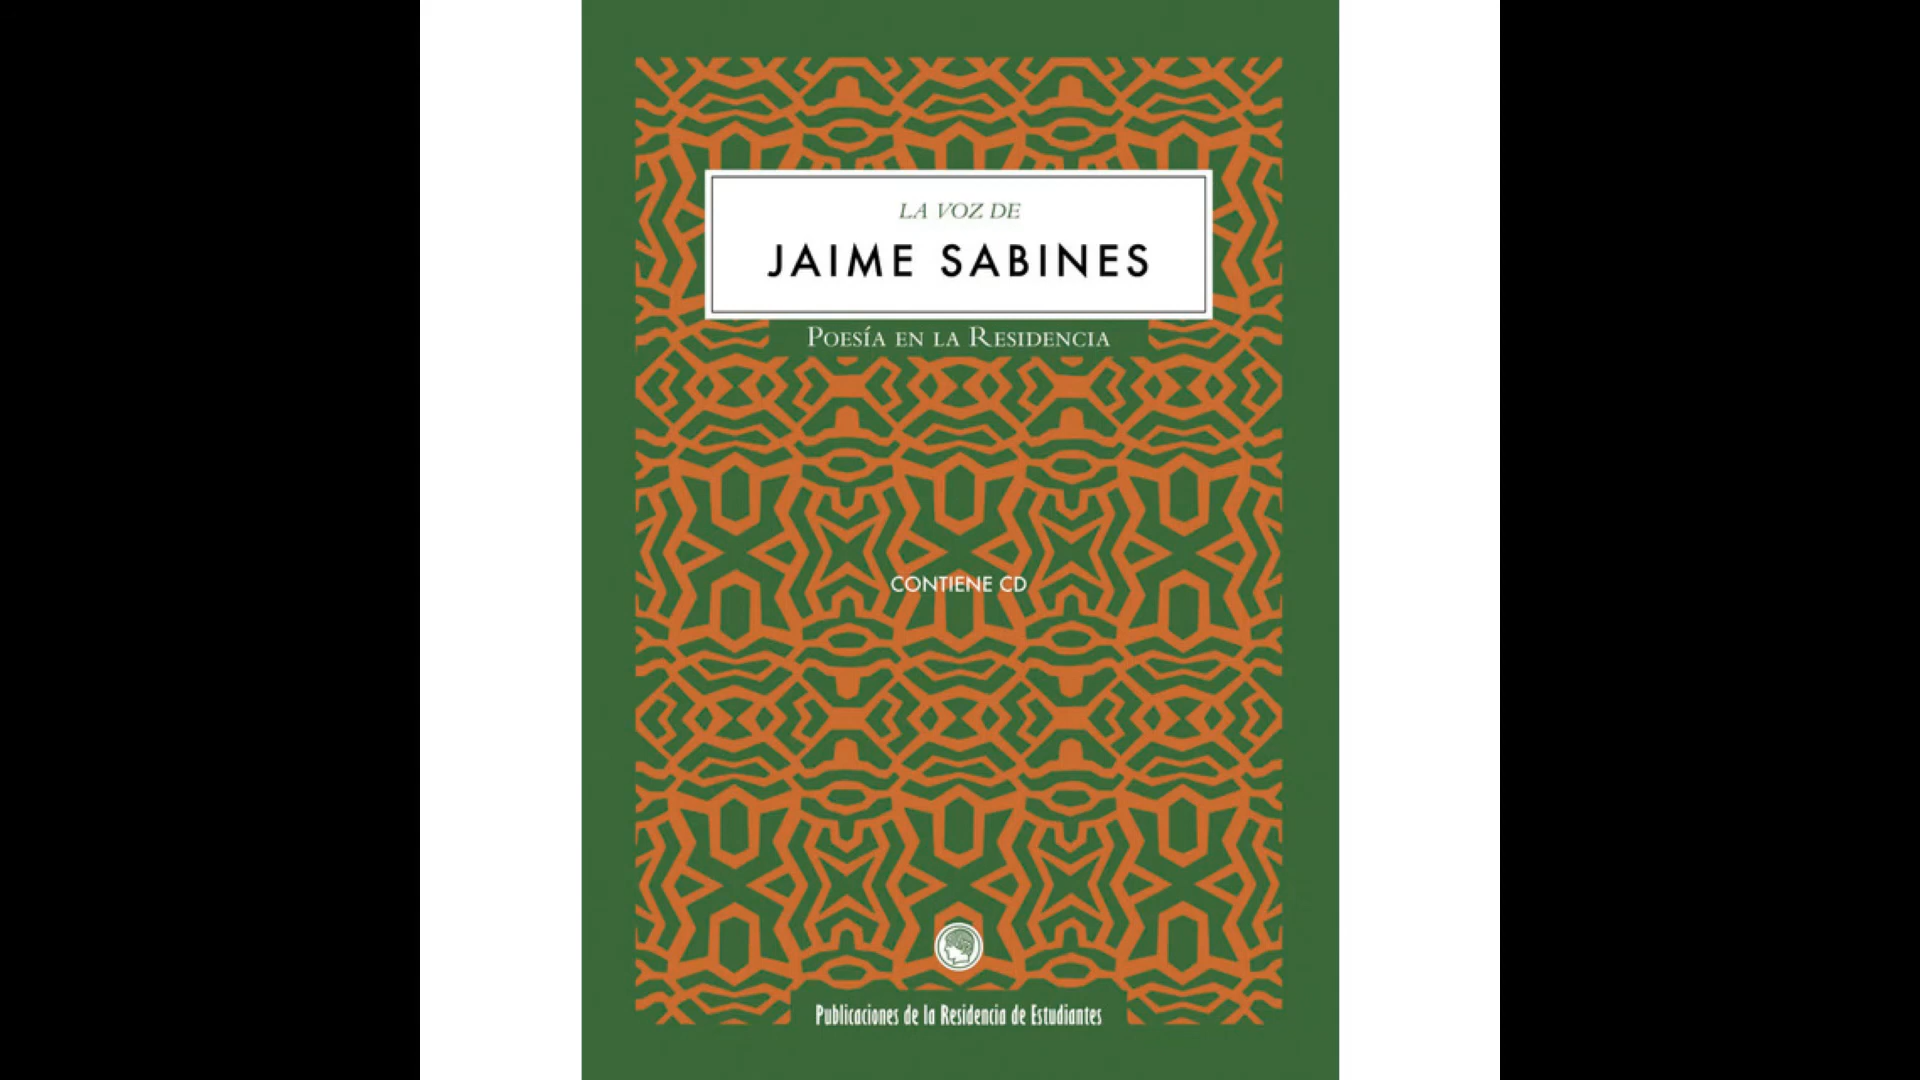 LA VOZ DE
JAIME SABINES
POESÍA EN LA RESIDENCIA
CONTIENE CD
Publicaciones de la Residencia de Estudiantes